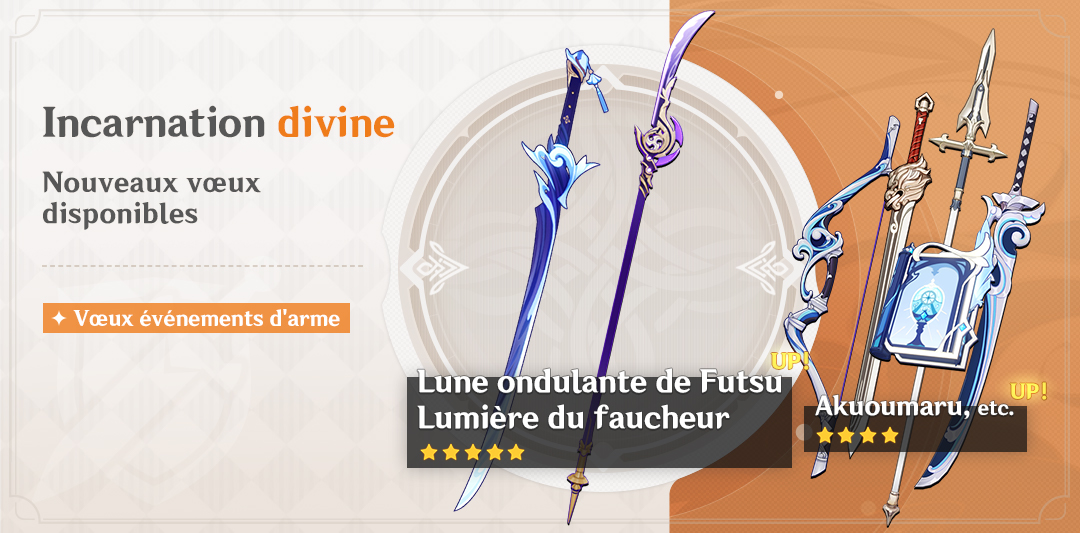 Incarnation divine
Nouveaux vœux
disponibles
✦ Vœux événements d'arme
UP!
Lune ondulante de Futsu
Lumière du faucheur
UP!
Akuoumaru, etc.